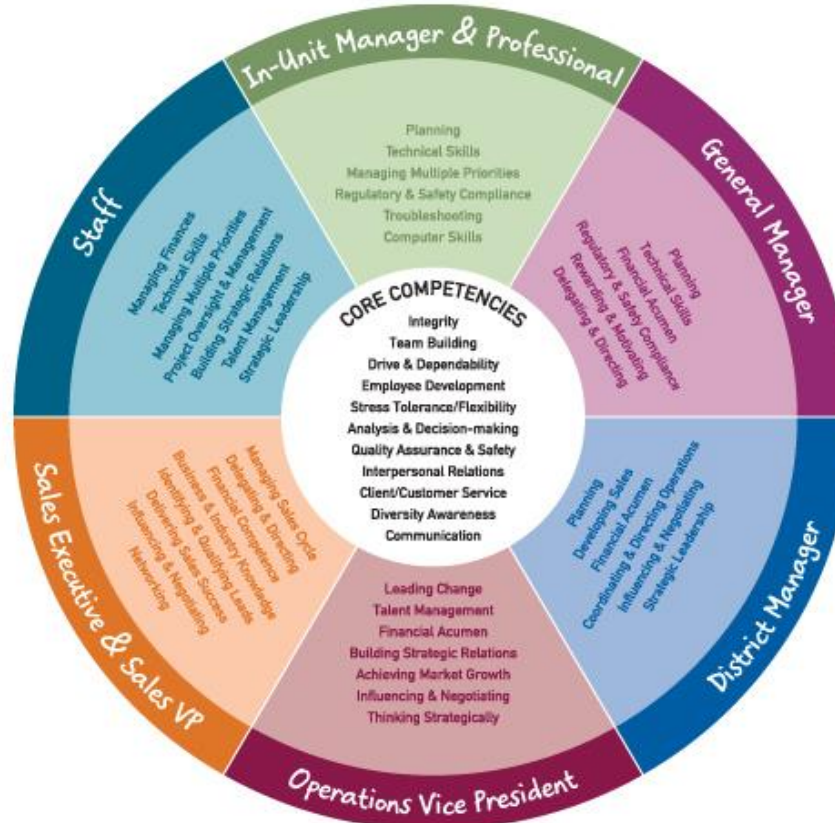 In-Unit Manager & Professional
Planning
Technical Skills
Managing Multiple Priorities
Regulatory & Safety Compliance
Troubleshooting
Computer Skills
General Manager
Planning
Technical Skills
Financial Acumen
Regulatory & Safety Compliance
Rewarding & Motivating
Delegating & Directing
District Manager
Planning
Developing Sales
Financial Acumen
Coordinating & Directing Operations
Influencing & Negotiating
Strategic Leadership
Operations Vice President
Leading Change
Talent Management
Financial Acumen
Building Strategic Relations
Achieving Market Growth
Influencing & Negotiating
Thinking Strategically
Sales Executive & Sales VP
Managing Sales Cycle
Delegating & Directing
Financial Competence
Business & Industry Knowledge
Identifying & Qualifying Leads
Delivering Sales Success
Influencing & Negotiating
Networking
Staff
Managing Finances
Technical Skills
Managing Multiple Priorities
Project Oversight & Management
Building Strategic Relations
Talent Management
Strategic Leadership
CORE COMPETENCIES
Integrity
Team Building
Drive & Dependability
Employee Development
Stress Tolerance/Flexibility
Analysis & Decision-making
Quality Assurance & Safety
Interpersonal Relations
Client/Customer Service
Diversity Awareness
Communication